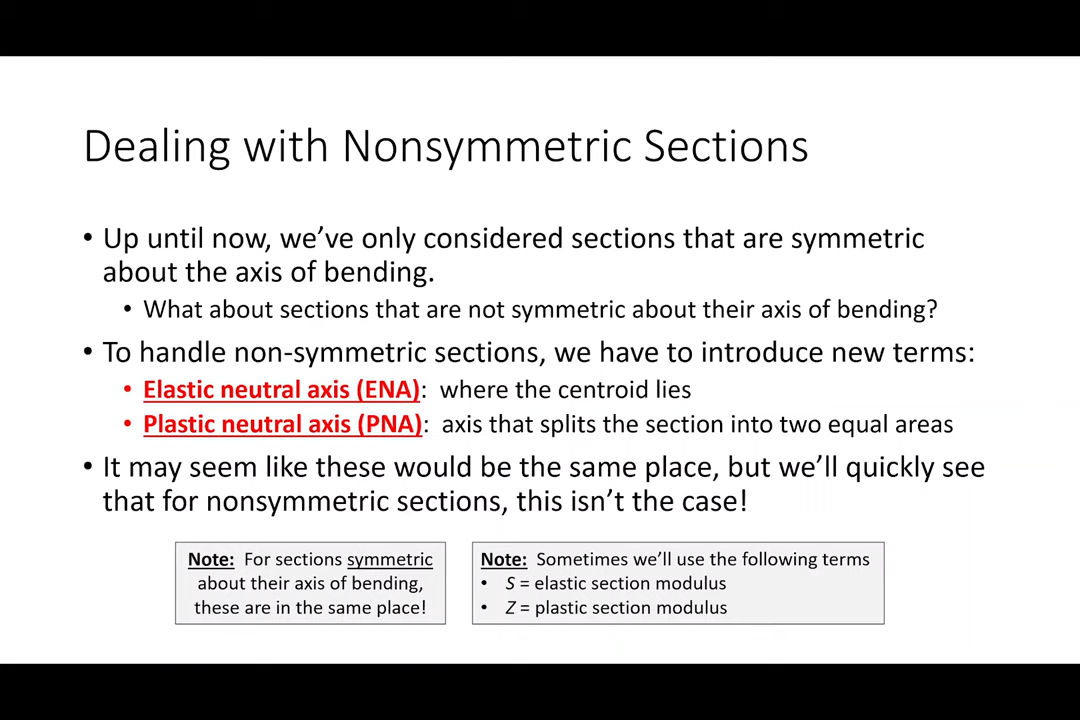 Dealing with Nonsymmetric Sections
• Up until now, we’ve only considered sections that are symmetric
about the axis of bending.
• What about sections that are not symmetric about their axis of bending?
• To handle non-symmetric sections, we have to introduce new terms:
• Elastic neutral axis (ENA): where the centroid lies
• Plastic neutral axis (PNA): axis that splits the section into two equal areas
• It may seem like these would be the same place, but we’ll quickly see
that for nonsymmetric sections, this isn’t the case!
Note: For sections symmetric
about their axis of bending,
these are in the same place!
Note: Sometimes we’ll use the following terms
• S = elastic section modulus
• Z = plastic section modulus